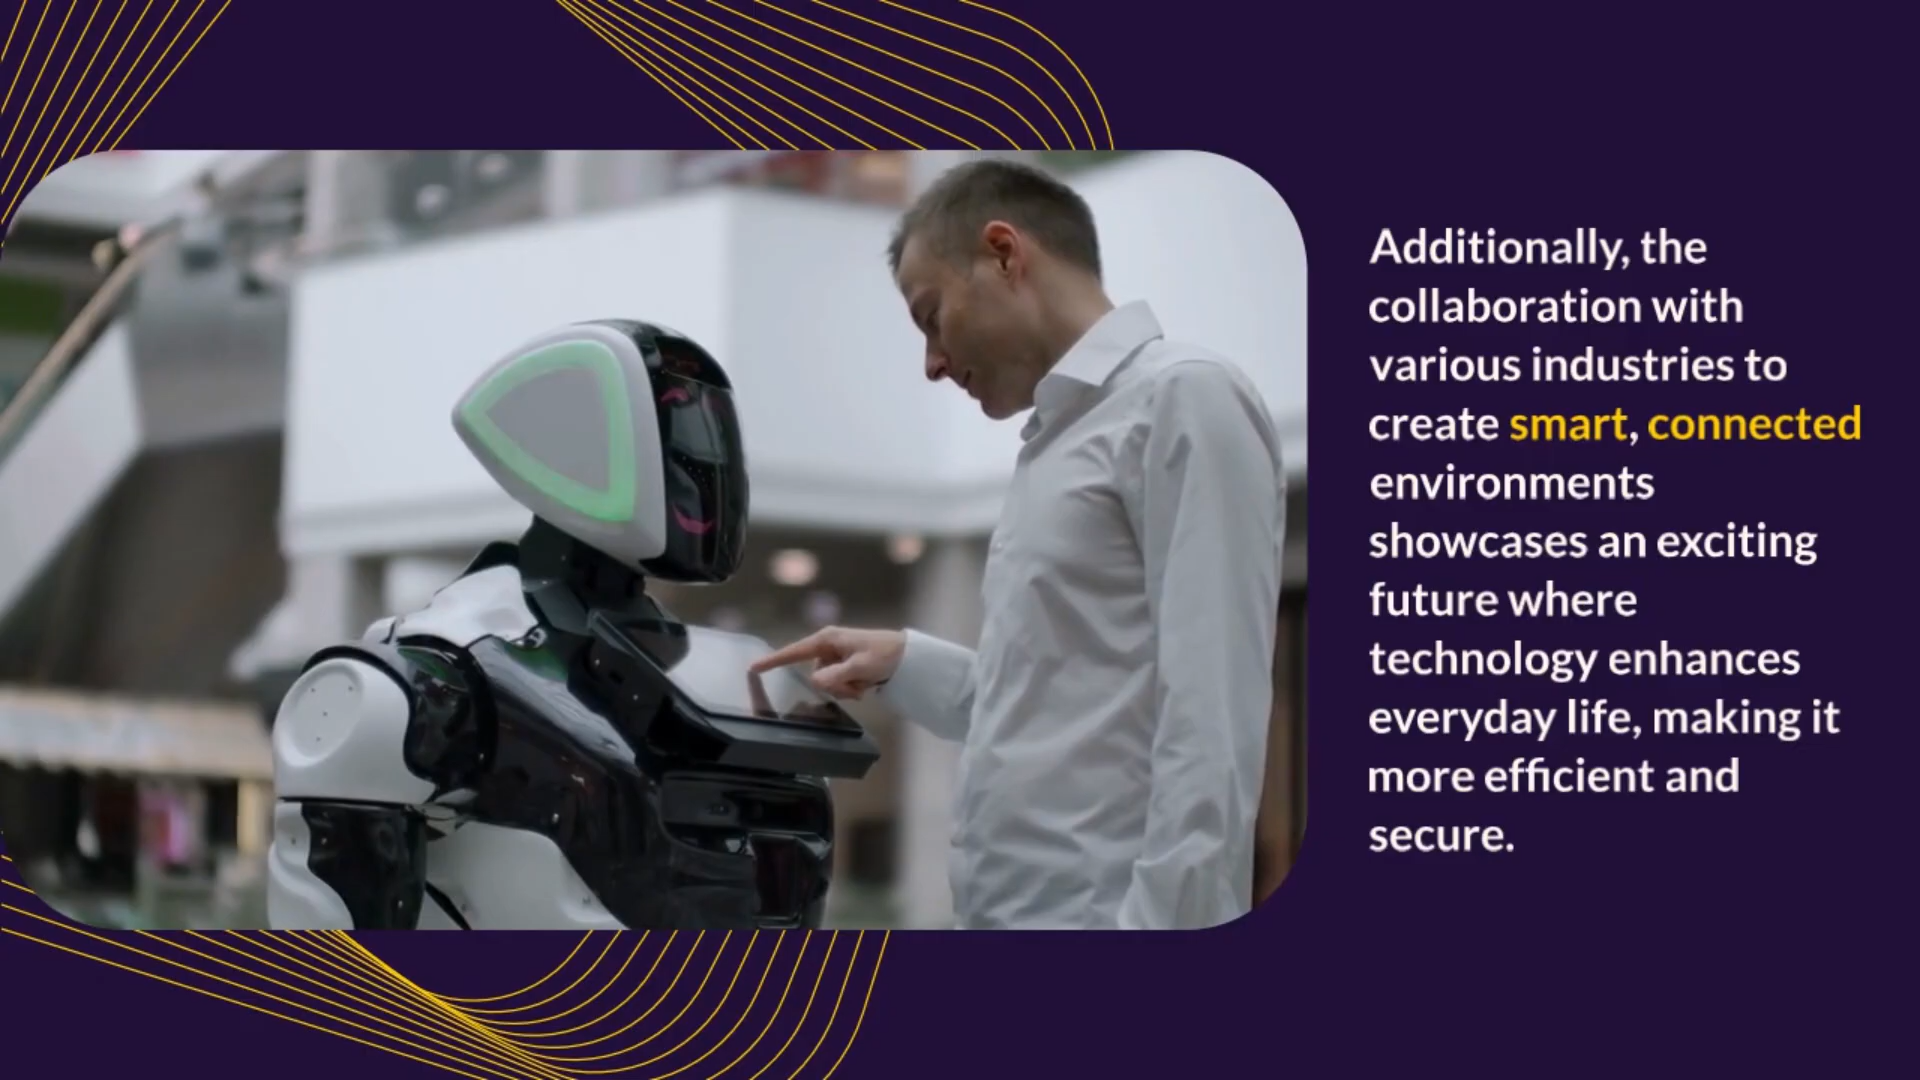 Additionally, the
collaboration with
various industries to
create smart, connected
environments
showcases an exciting
future where
technology enhances
everyday life, making it
more efficient and
secure.